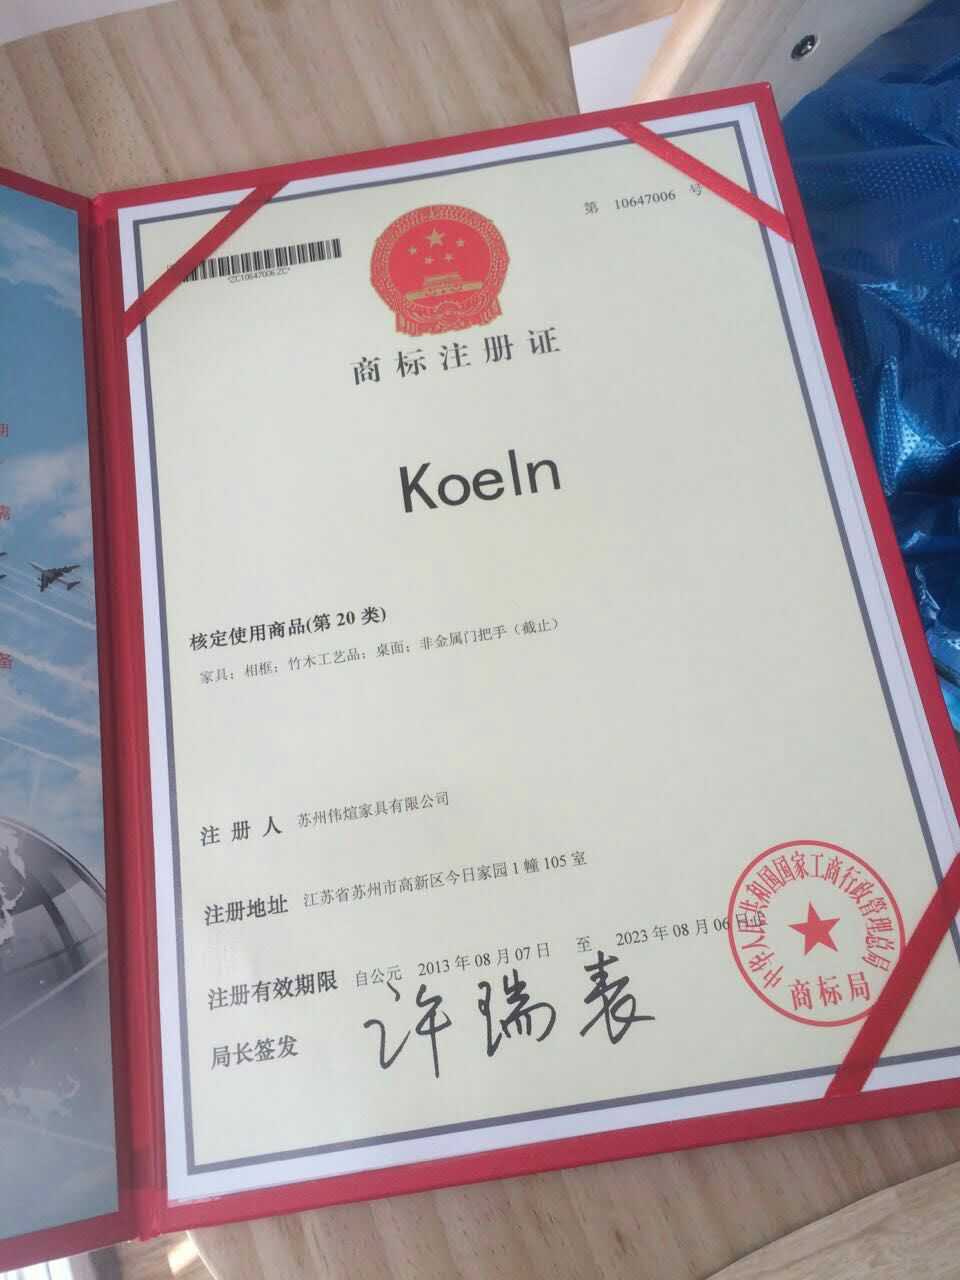 第 10647006 号
*ZC10647006ZC*
商标注册证
Koeln
核定使用商品(第 20 类)
家具；相框；竹木工艺品；桌面；非金属门把手（截止）
注 册 人 苏州伟煊家具有限公司
注册地址 江苏省苏州市高新区今日家园 1 幢 105 室
注册有效期限 自公元 2013 年 08 月 07 日 至 2023 年 08 月 06 日止
局长签发 许瑞表
中华人民共和国国家工商行政管理总局
商标局
期
需
备